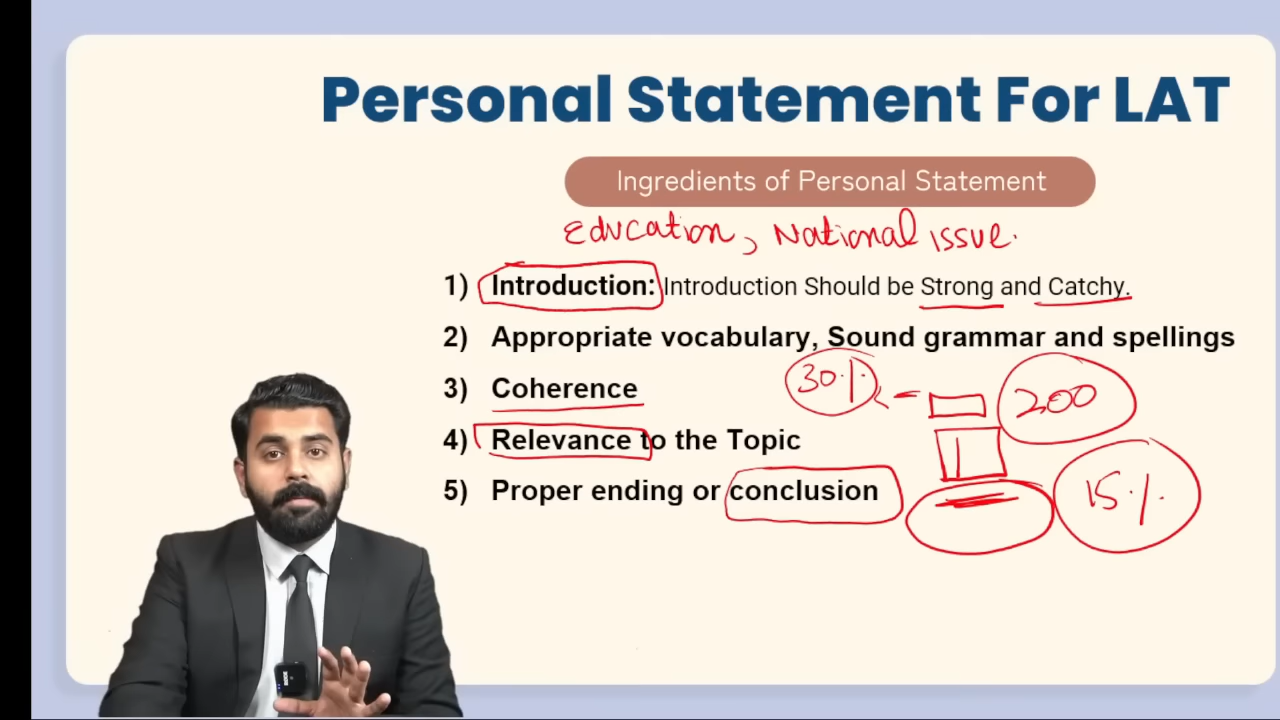 Personal Statement For LAT
Ingredients of Personal Statement
Education, National issue.
1) Introduction: Introduction Should be Strong and Catchy.
2) Appropriate vocabulary, Sound grammar and spellings
30%
3) Coherence
200
4) Relevance to the Topic
5) Proper ending or conclusion
15%